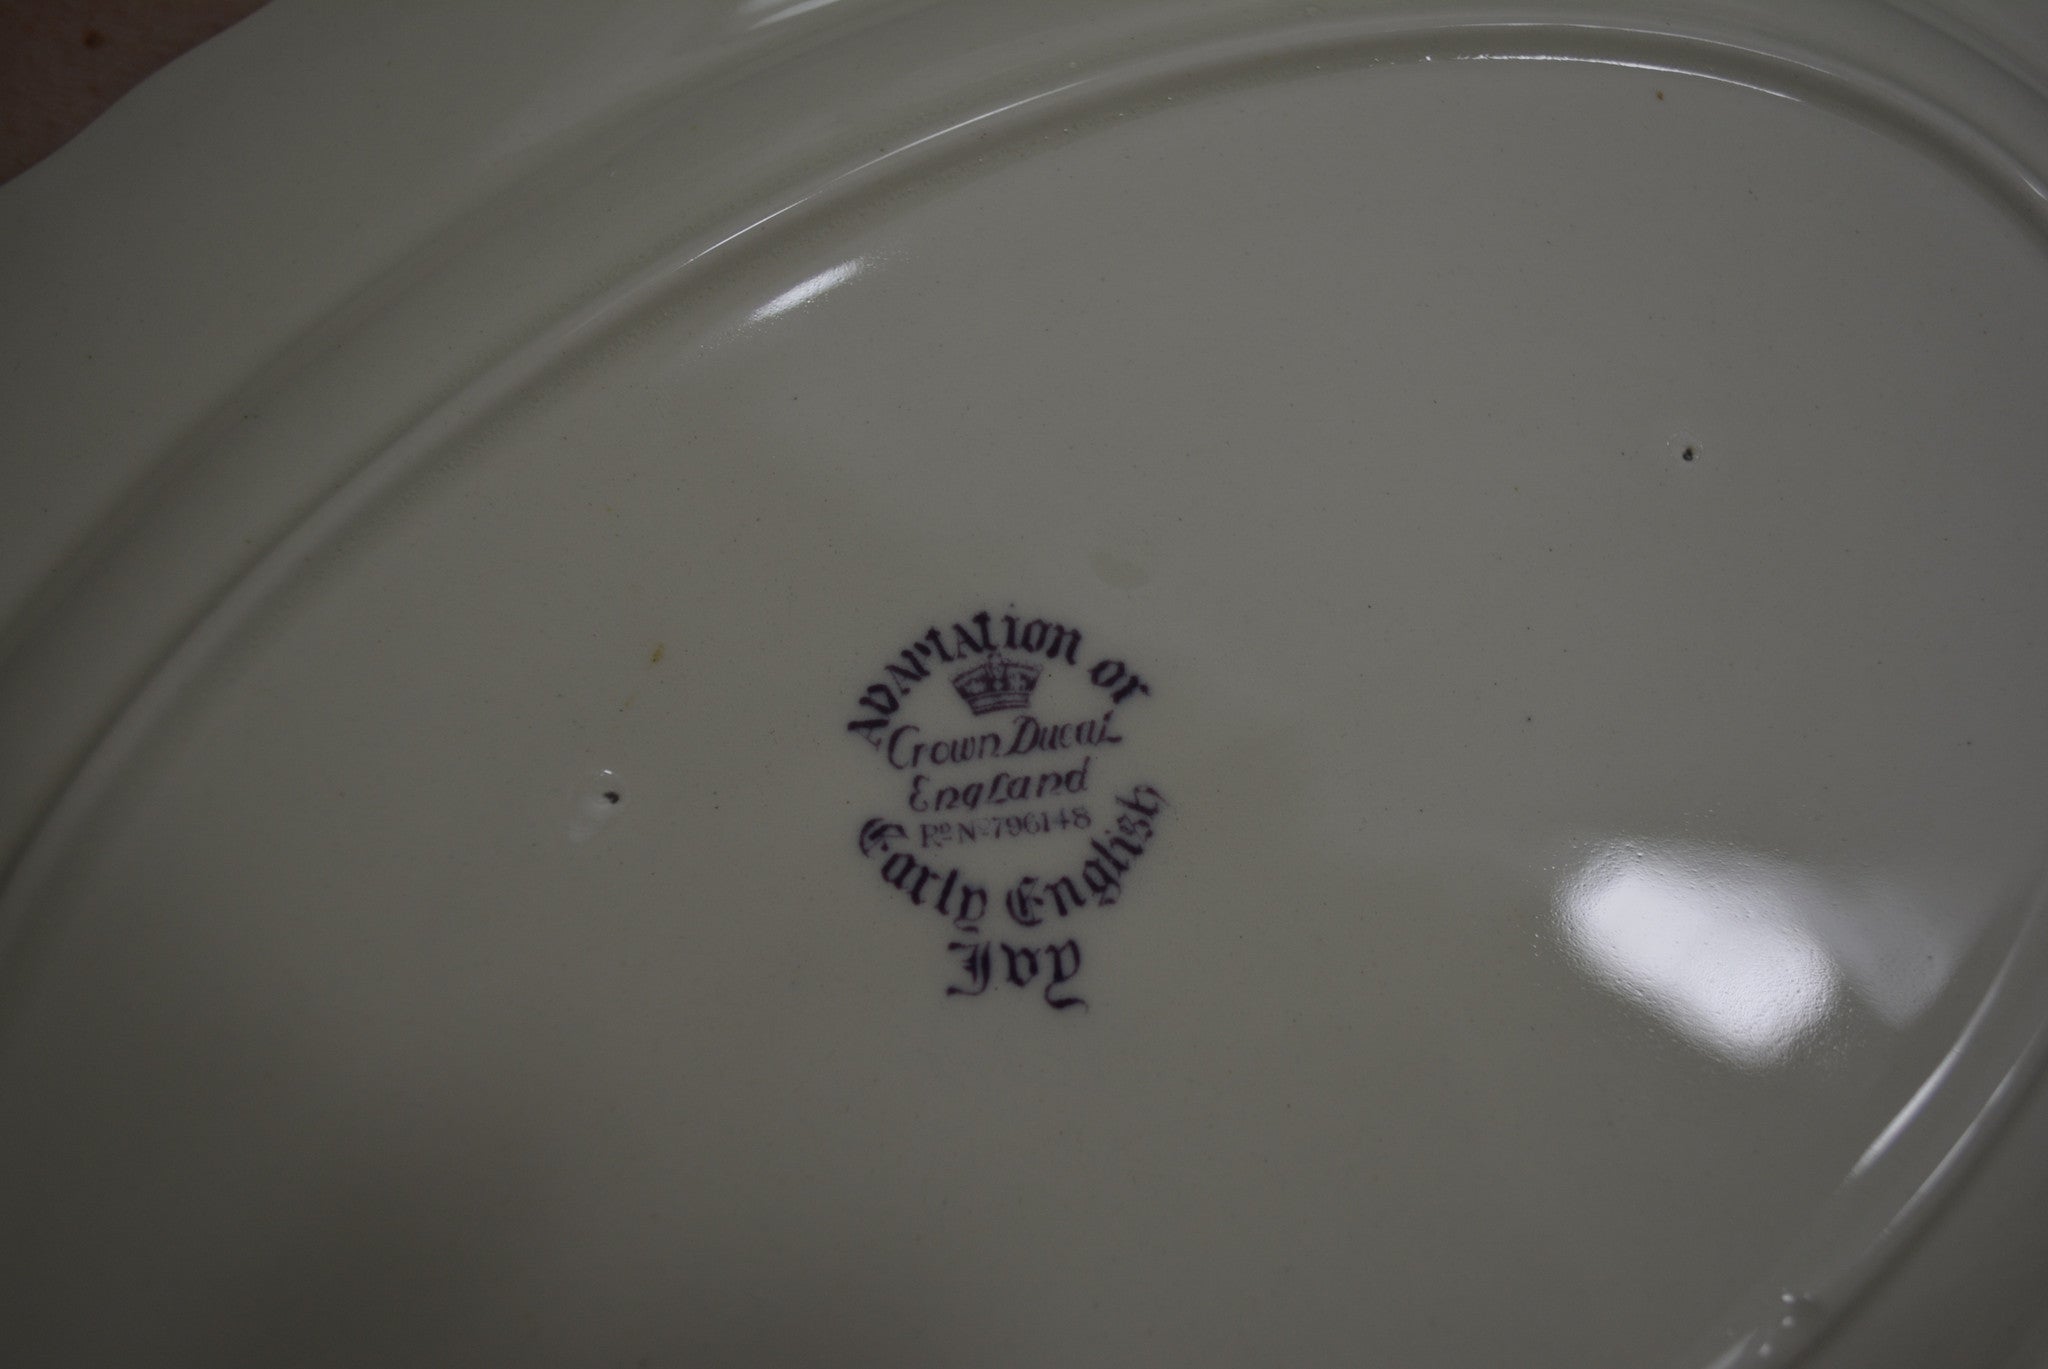 Adaptation of
Crown Ducal
England
Rd No 796148
Early English
Ivy